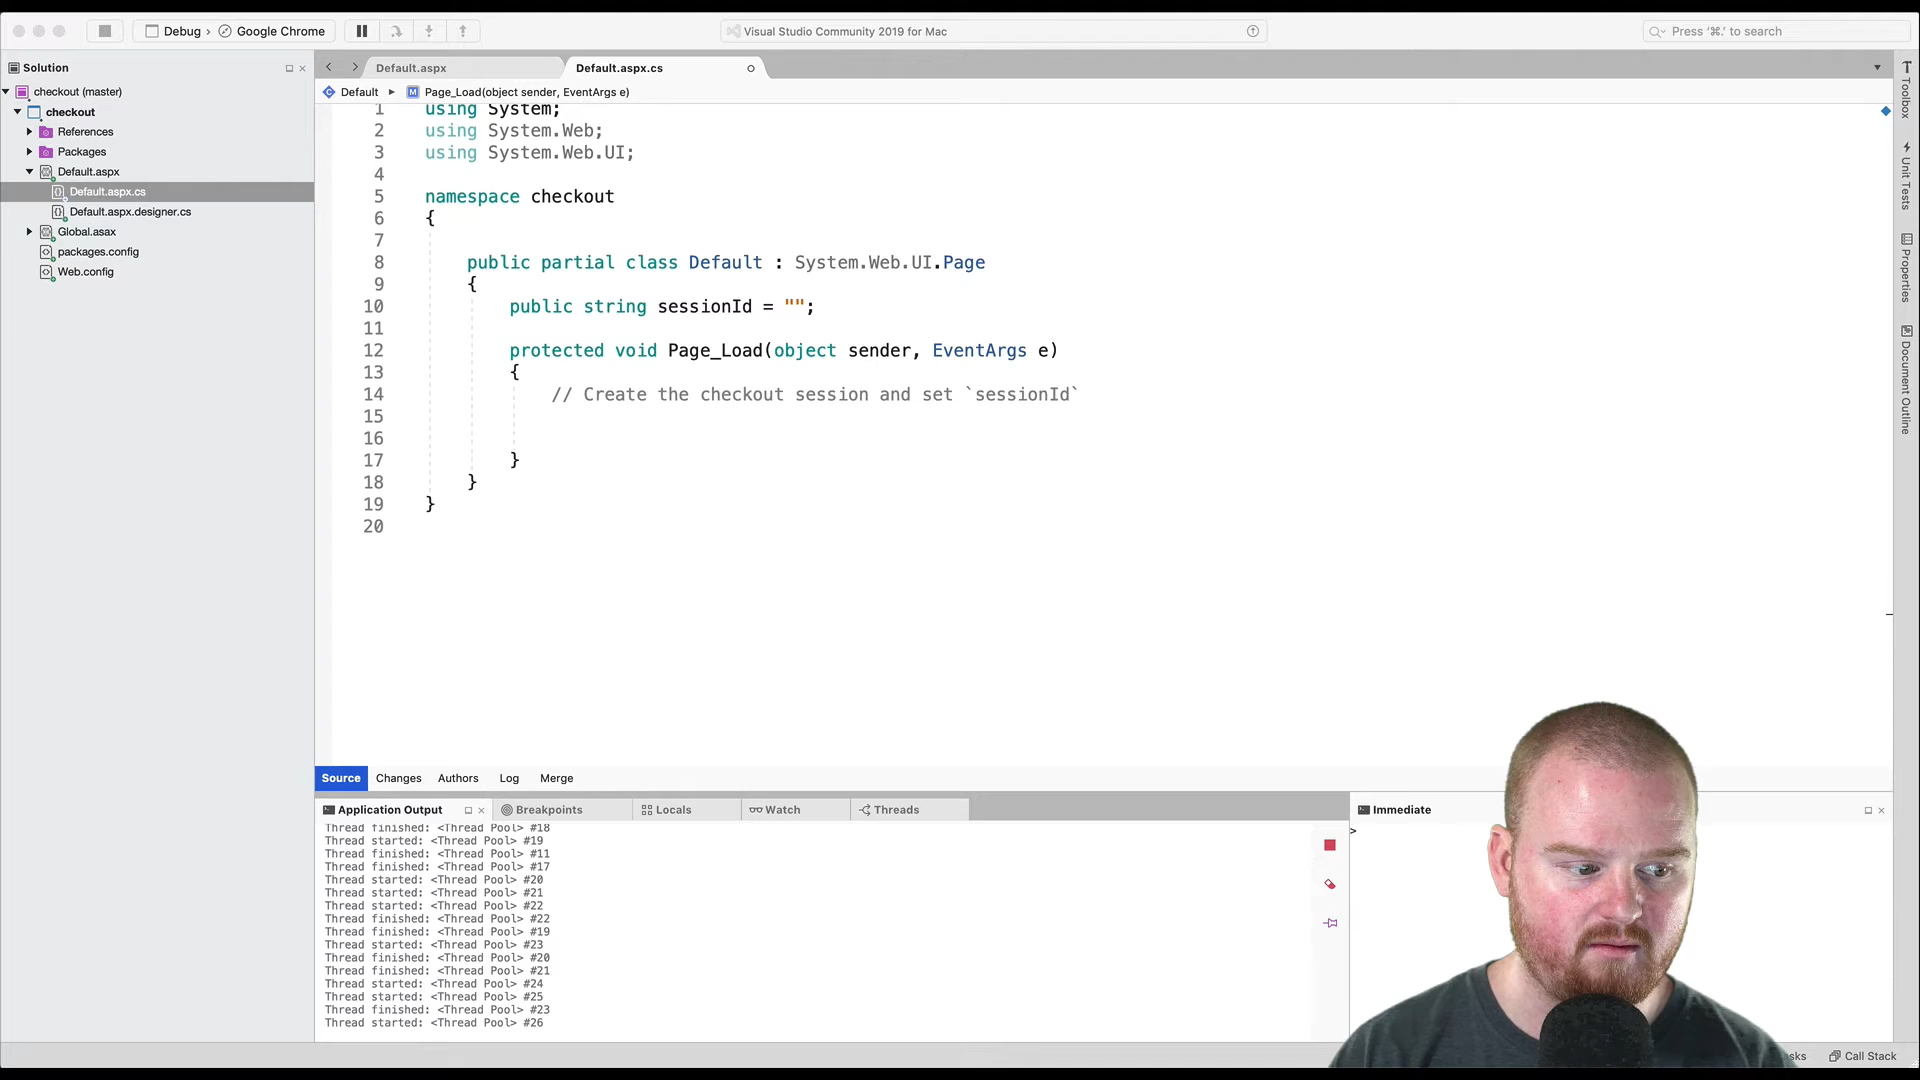 Debug › Google Chrome
Visual Studio Community 2019 for Mac
Press '⌘.' to search
Solution
checkout (master)
checkout
References
Packages
Default.aspx
Default.aspx.cs
Default.aspx.designer.cs
Global.asax
packages.config
Web.config
Default.aspx
Default.aspx.cs
Default
M Page_Load(object sender, EventArgs e)
1 using System;
2 using System.Web;
3 using System.Web.UI;
4
5 namespace checkout
6 {
7
8 public partial class Default : System.Web.UI.Page
9 {
10 public string sessionId = "";
11
12 protected void Page_Load(object sender, EventArgs e)
13 {
14 // Create the checkout session and set `sessionId`
15
16
17 }
18 }
19 }
20
Toolbox
Unit Tests
Properties
Document Outline
Source Changes Authors Log Merge
Application Output
Breakpoints
Locals
Watch
Threads
Thread finished: <Thread Pool> #18
Thread started: <Thread Pool> #19
Thread finished: <Thread Pool> #11
Thread finished: <Thread Pool> #17
Thread started: <Thread Pool> #20
Thread started: <Thread Pool> #21
Thread started: <Thread Pool> #22
Thread finished: <Thread Pool> #22
Thread finished: <Thread Pool> #19
Thread started: <Thread Pool> #23
Thread finished: <Thread Pool> #20
Thread finished: <Thread Pool> #21
Thread started: <Thread Pool> #24
Thread started: <Thread Pool> #25
Thread finished: <Thread Pool> #23
Thread started: <Thread Pool> #26
Immediate
>
Call Stack